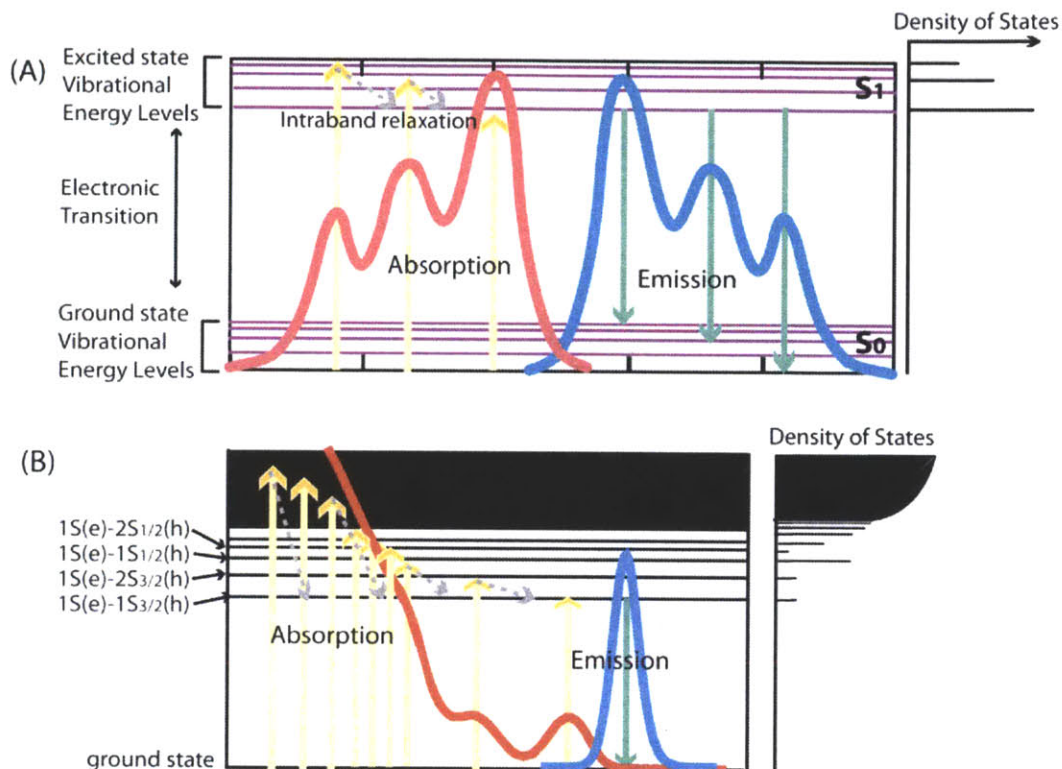 Density of States
(A)
Excited state
Vibrational
Energy Levels
S1
Intraband relaxation
Electronic
Transition
Absorption
Emission
Ground state
Vibrational
Energy Levels
S0
(B)
Density of States
1S(e)-2S1/2(h)
1S(e)-1S1/2(h)
1S(e)-2S3/2(h)
1S(e)-1S3/2(h)
Absorption
Emission
ground state